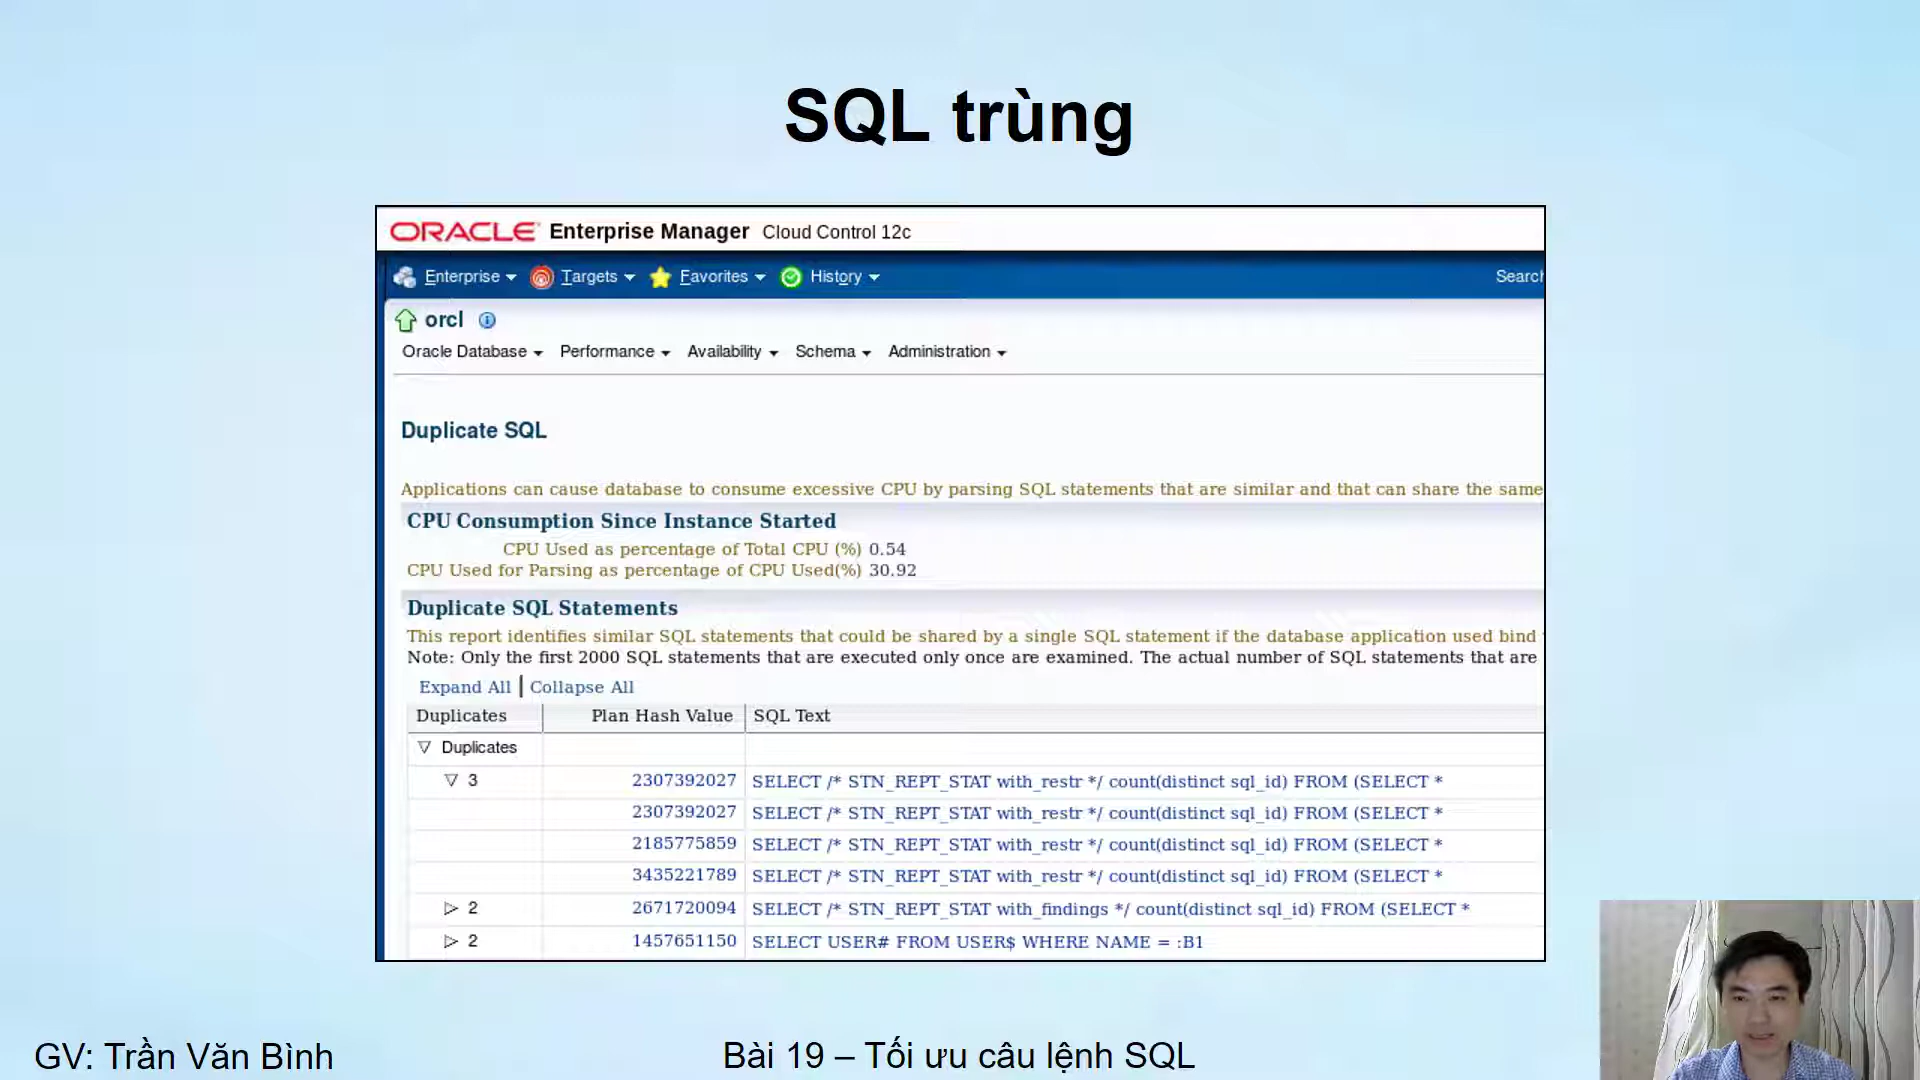 SQL trùng
ORACLE Enterprise Manager Cloud Control 12c
Enterprise Targets Favorites History Search
orcl
Oracle Database Performance Availability Schema Administration
Duplicate SQL
Applications can cause database to consume excessive CPU by parsing SQL statements that are similar and that can share the same
CPU Consumption Since Instance Started
CPU Used as percentage of Total CPU (%) 0.54
CPU Used for Parsing as percentage of CPU Used(%) 30.92
Duplicate SQL Statements
This report identifies similar SQL statements that could be shared by a single SQL statement if the database application used bind
Note: Only the first 2000 SQL statements that are executed only once are examined. The actual number of SQL statements that are
Expand All | Collapse All
Duplicates Plan Hash Value SQL Text
Duplicates
3 2307392027 SELECT /* STN_REPT_STAT with_restr */ count(distinct sql_id) FROM (SELECT *
2307392027 SELECT /* STN_REPT_STAT with_restr */ count(distinct sql_id) FROM (SELECT *
2185775859 SELECT /* STN_REPT_STAT with_restr */ count(distinct sql_id) FROM (SELECT *
3435221789 SELECT /* STN_REPT_STAT with_restr */ count(distinct sql_id) FROM (SELECT *
2 2671720094 SELECT /* STN_REPT_STAT with_findings */ count(distinct sql_id) FROM (SELECT *
2 1457651150 SELECT USER# FROM USER$ WHERE NAME = :B1
GV: Trần Văn Bình
Bài 19 – Tối ưu câu lệnh SQL